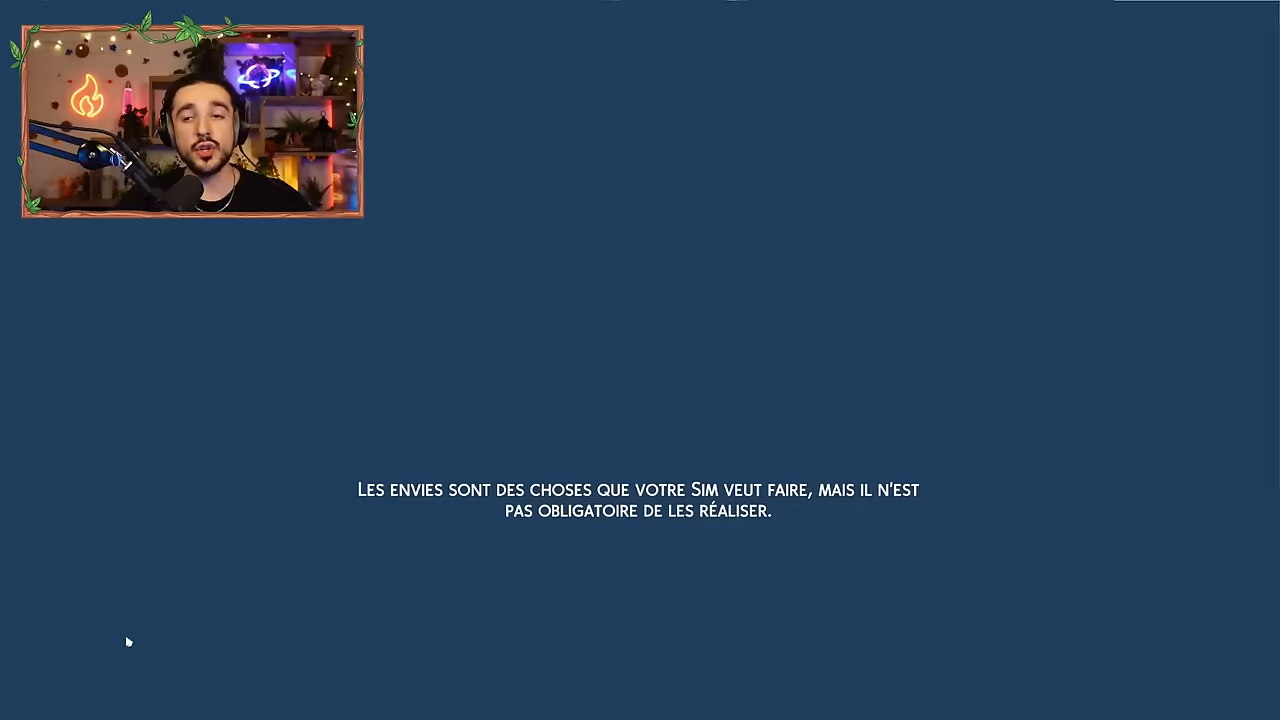 Les envies sont des choses que votre Sim veut faire, mais il n'est
pas obligatoire de les réaliser.